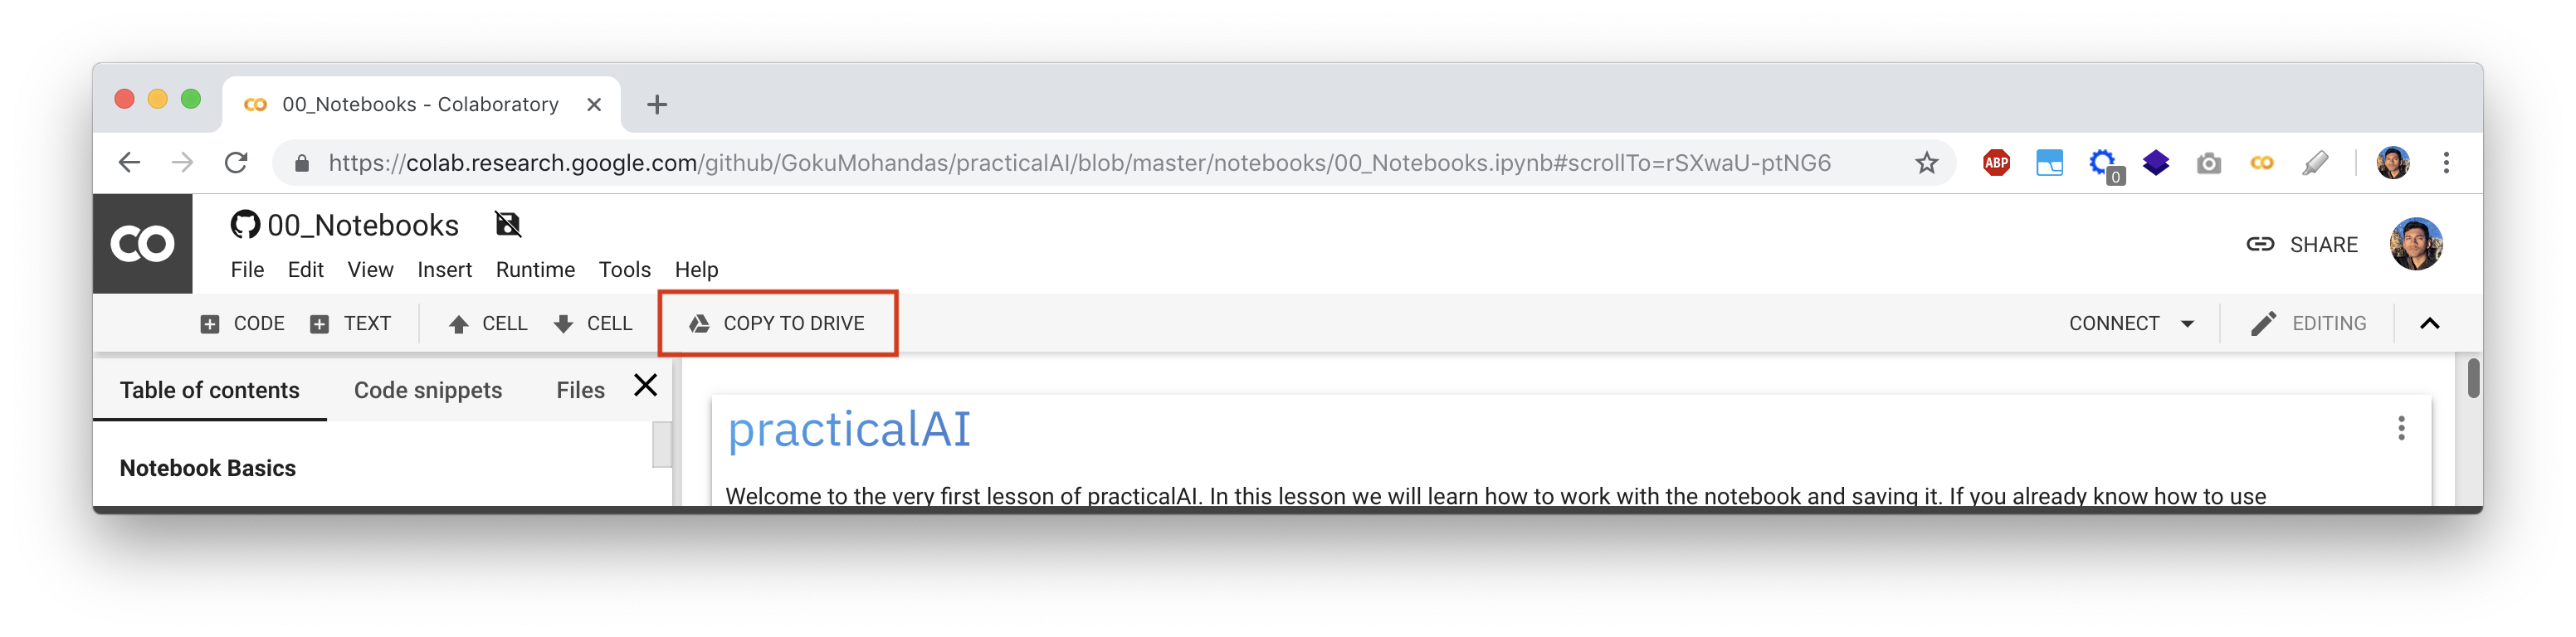 00_Notebooks - Colaboratory
https://colab.research.google.com/github/GokuMohandas/practicalAI/blob/master/notebooks/00_Notebooks.ipynb#scrollTo=rSXwaU-ptNG6
ABP
0
CO
00_Notebooks
SHARE
File Edit View Insert Runtime Tools Help
CODE TEXT CELL CELL COPY TO DRIVE CONNECT EDITING
Table of contents Code snippets Files
practicalAI
Notebook Basics
Welcome to the very first lesson of practicalAI. In this lesson we will learn how to work with the notebook and saving it. If you already know how to use